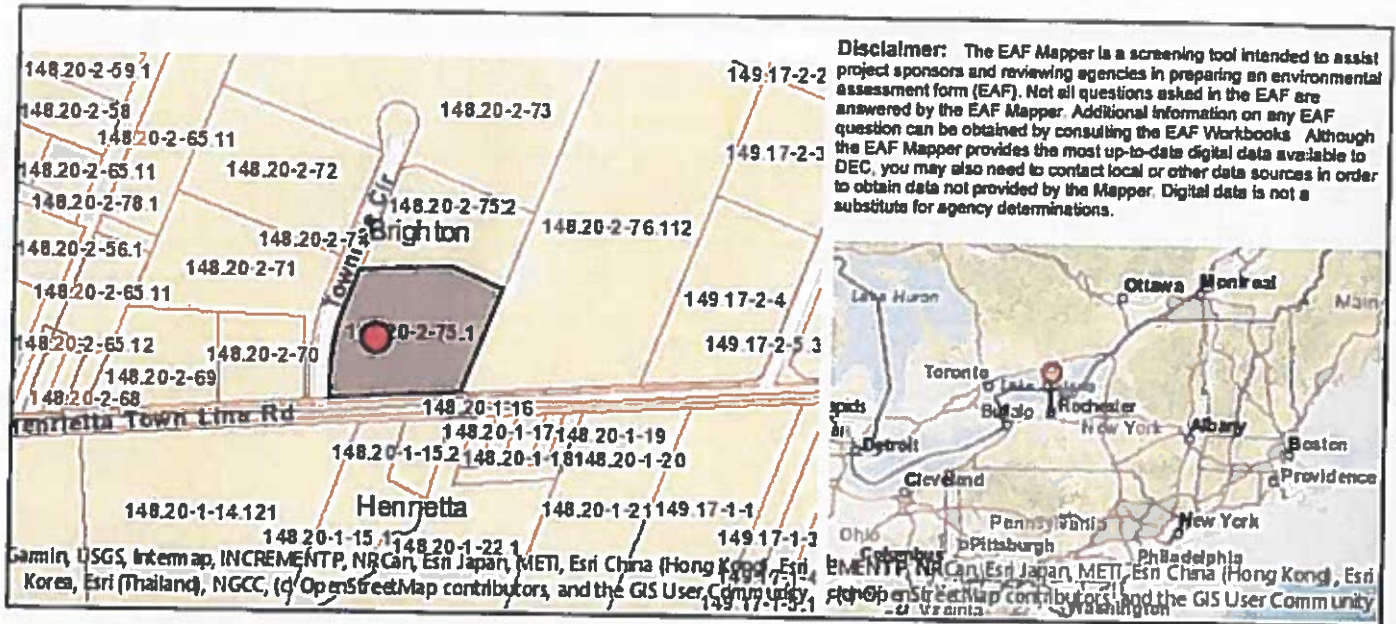 Disclaimer: The EAF Mapper is a screening tool intended to assist
project sponsors and reviewing agencies in preparing an environmental
assessment form (EAF). Not all questions asked in the EAF are
answered by the EAF Mapper. Additional information on any EAF
question can be obtained by consulting the EAF Workbooks Although
the EAF Mapper provides the most up-to-date digital data available to
DEC, you may also need to contact local or other data sources in order
to obtain data not provided by the Mapper. Digital data is not a
substitute for agency determinations.
148.20-2-59.1
148.20-2-58
148.20-2-65.11
148.20-2-65.11
148.20-2-78.1
148.20-2-56.1
148.20-2-65.11
148.20-2-65.12
148.20-2-69
148.20-2-68
148.20-2-73
148.20-2-72
148.20-2-75.2
Brighton
148.20-2-71
148.20-2-70
20-2-75.1
Cir
148.20-2-76.112
149.17-2-4
149.17-2-5
Town Line Rd
148.20-1-16
148.20-1-17
148.20-1-19
148.20-1-15.2
148.20-1-18
148.20-1-20
148.20-1-14.121
Henrietta
148.20-1-21
149.17-1-1
148.20-1-22.1
149.17-1-3
Garmin, USGS, Intermap, INCREMENT P, NRCan, Esri Japan, METI, Esri China (Hong Kong), Esri
Korea, Esri (Thailand), NGCC, (c) OpenStreetMap contributors, and the GIS User Community
Lake Huron
Ottawa
Montreal
Main
Toronto
Buffalo
Rochester
New York
Albany
Detroit
Boston
Providence
Cleveland
Pennsylvania
New York
Ohio
Pittsburgh
Philadelphia
Columbus
NRCan, Esri Japan, METI, Esri China (Hong Kong), Esri
OpenStreetMap contributors, and the GIS User Community
Washington